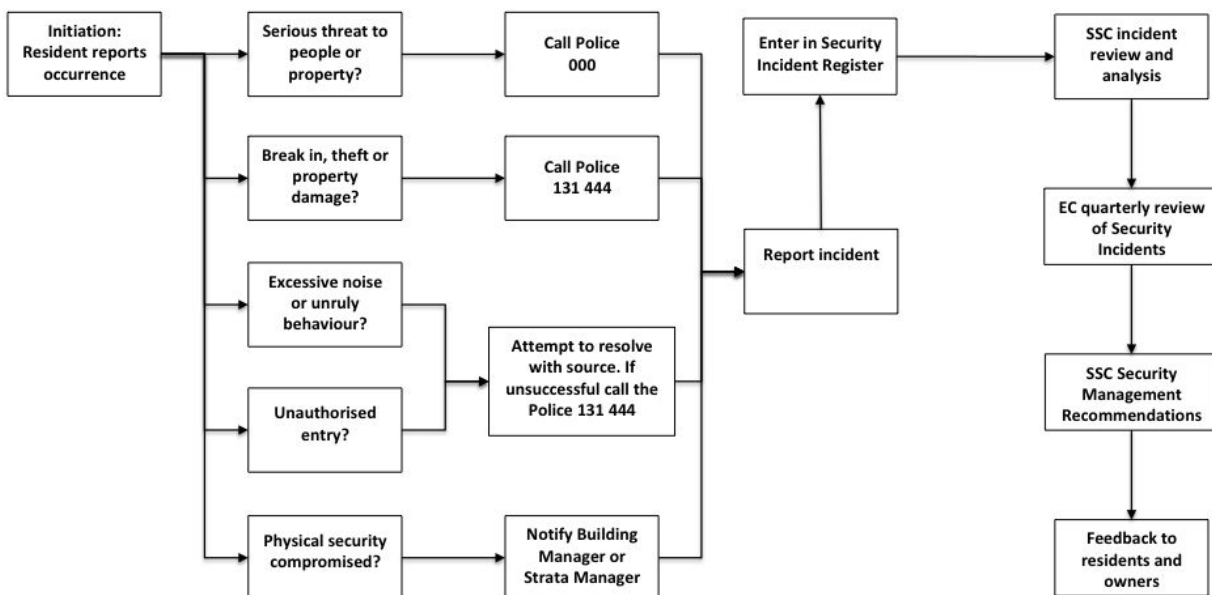 Initiation:
Resident reports
occurrence
Serious threat to
people or
property?
Call Police
000
Enter in Security
Incident Register
SSC incident
review and
analysis
Break in, theft or
property
damage?
Call Police
131 444
EC quarterly review
of Security
Incidents
Report incident
Excessive noise
or unruly
behaviour?
Attempt to resolve
with source. If
unsuccessful call the
Police 131 444
Unauthorised
entry?
SSC Security
Management
Recommendations
Physical security
compromised?
Notify Building
Manager or
Strata Manager
Feedback to
residents and
owners